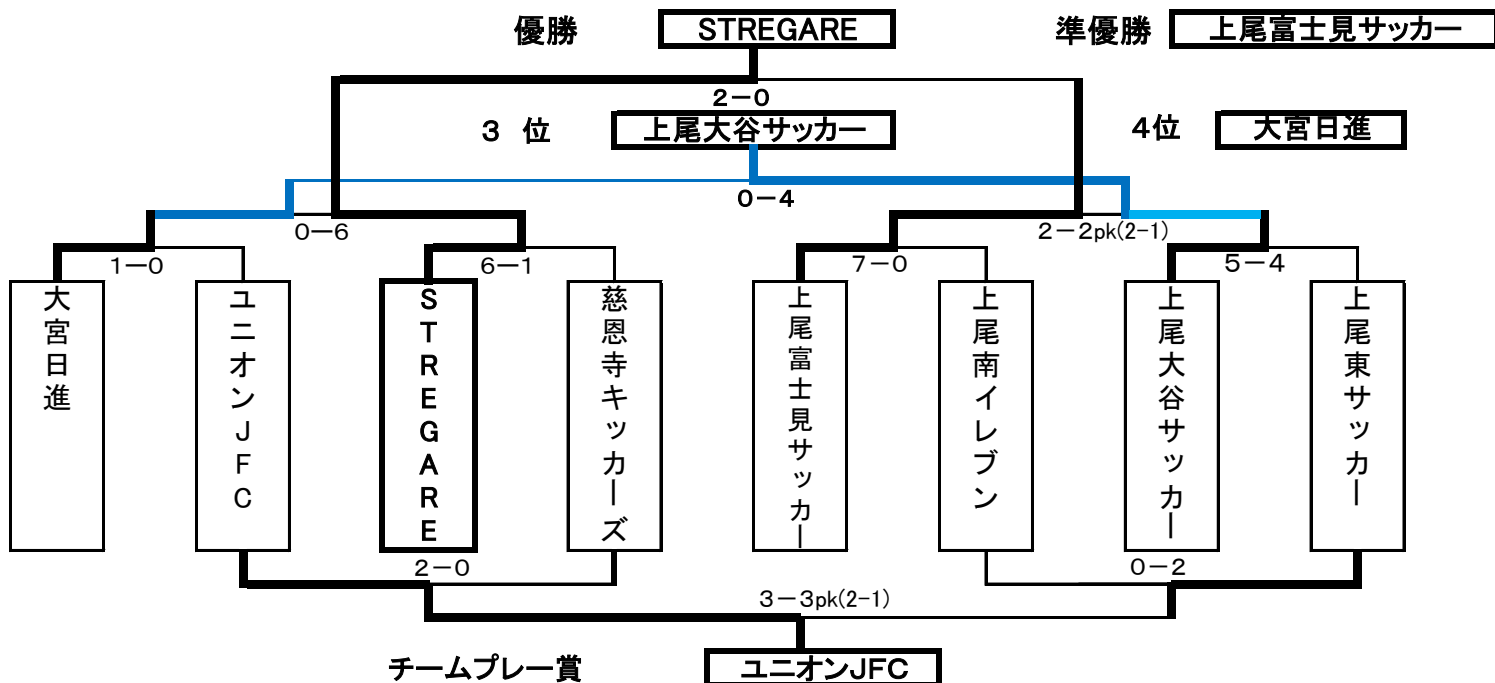 優勝 STREGARE 準優勝 上尾富士見サッカー
2-0
3 位 上尾大谷サッカー 4位 大宮日進
0-4
0-6 2-2pk(2-1)
1-0 6-1 7-0 5-4
大宮日進
ユニオンJFC
STREGARE
慈恩寺キッカーズ
上尾富士見サッカー
上尾南イレブン
上尾大谷サッカー
上尾東サッカー
2-0 0-2
3-3pk(2-1)
チームプレー賞 ユニオンJFC